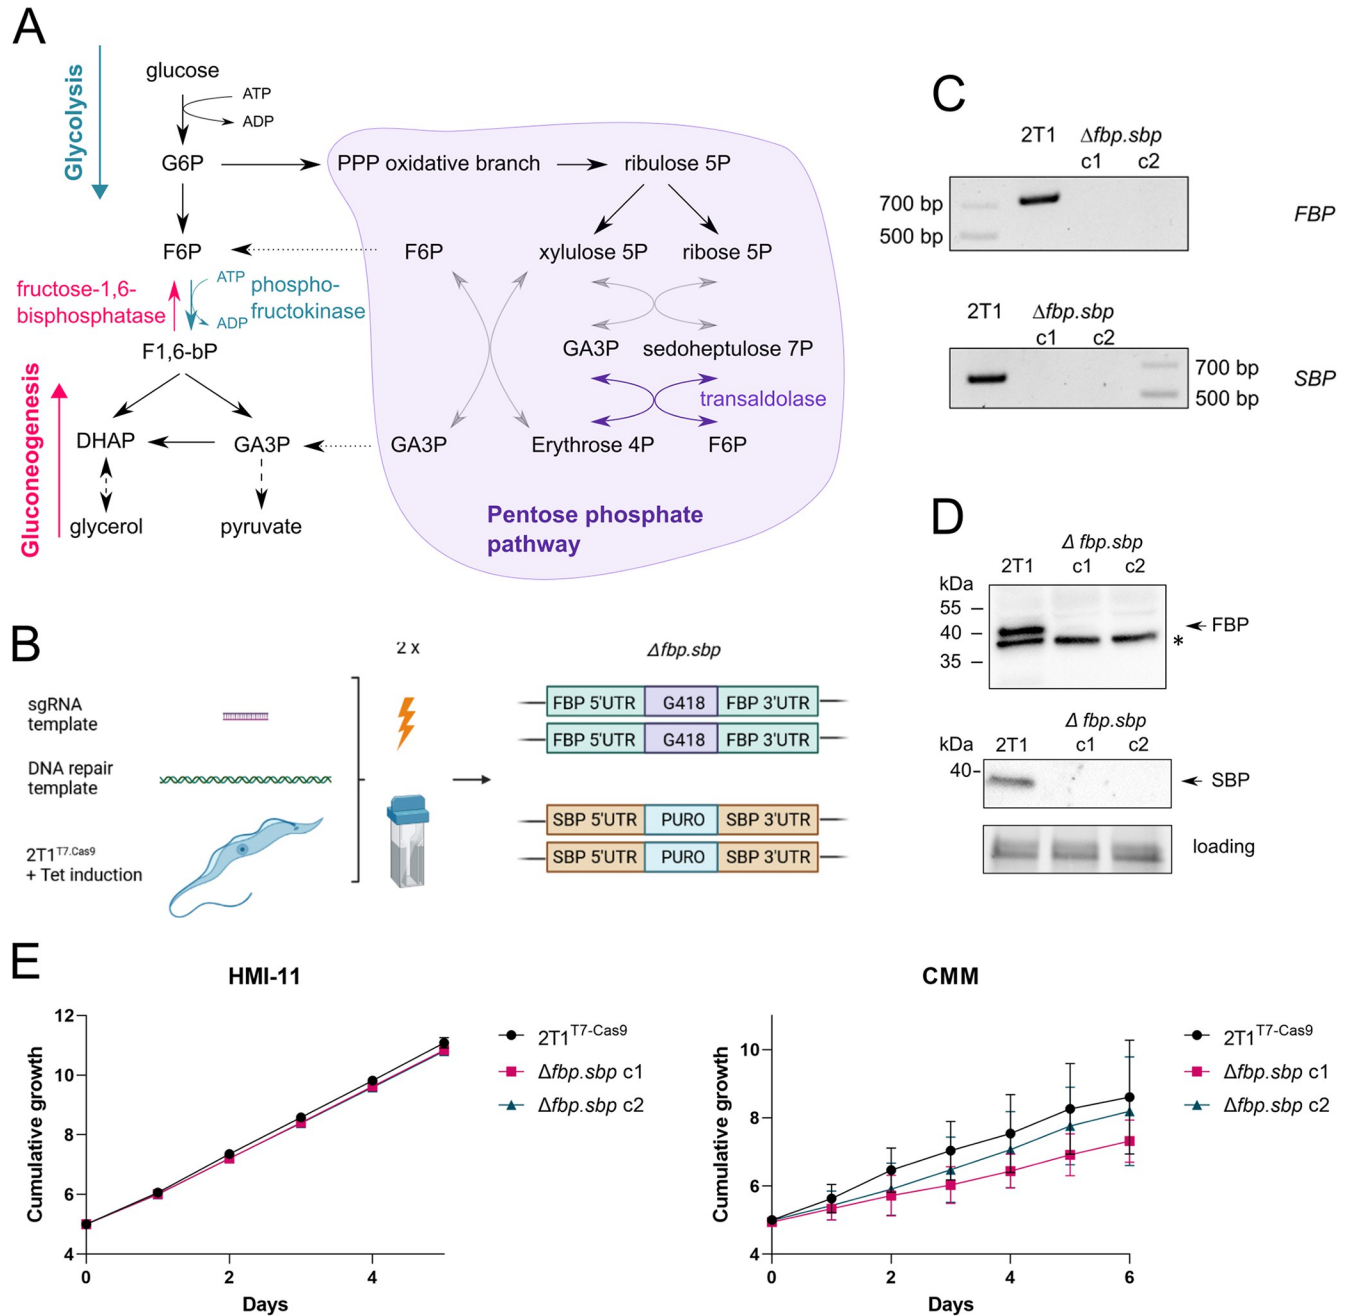 A
Glycolysis
glucose
ATP
ADP
G6P
PPP oxidative branch
ribulose 5P
F6P
F6P
xylulose 5P
ribose 5P
fructose-1,6-
bisphosphatase
ATP
ADP
phospho-
fructokinase
F1,6-bP
GA3P
sedoheptulose 7P
transaldolase
Gluconeogenesis
DHAP
GA3P
GA3P
Erythrose 4P
F6P
glycerol
pyruvate
Pentose phosphate
pathway
B
sgRNA
template
DNA repair
template
2T1T7.Cas9
+ Tet induction
2 x
Δfbp.sbp
FBP 5'UTR G418 FBP 3'UTR
FBP 5'UTR G418 FBP 3'UTR
SBP 5'UTR PURO SBP 3'UTR
SBP 5'UTR PURO SBP 3'UTR
C
2T1 Δfbp.sbp
c1 c2
700 bp
500 bp
FBP
2T1 Δfbp.sbp
c1 c2
700 bp
500 bp
SBP
D
Δ fbp.sbp
2T1 c1 c2
kDa
55
40
35
FBP
*
Δ fbp.sbp
2T1 c1 c2
kDa
40
SBP
loading
E
HMI-11
Cumulative growth
12
10
8
6
4
0 2 4
Days
2T1T7-Cas9
Δfbp.sbp c1
Δfbp.sbp c2
CMM
Cumulative growth
10
8
6
4
0 2 4 6
Days
2T1T7-Cas9
Δfbp.sbp c1
Δfbp.sbp c2